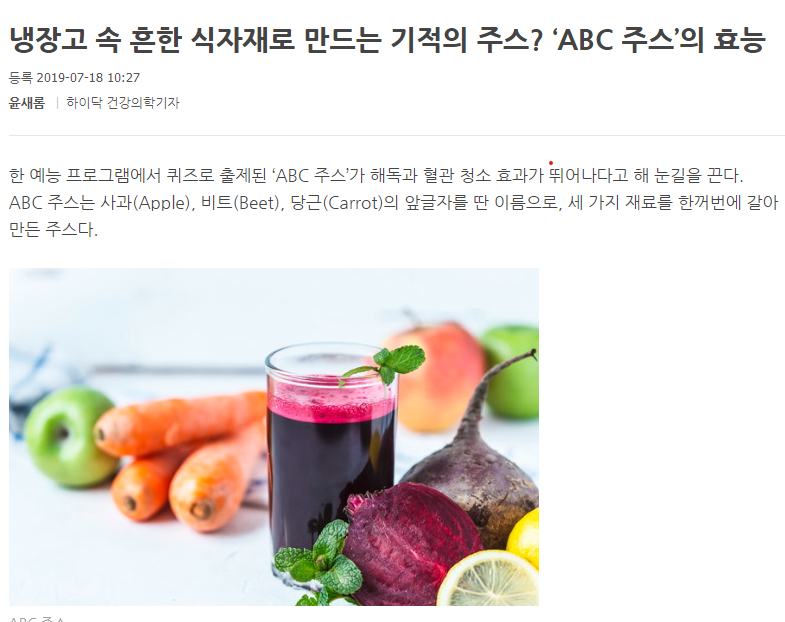 냉장고 속 흔한 식자재로 만드는 기적의 주스? ‘ABC 주스’의 효능
등록 2019-07-18 10:27
윤새롬 | 하이닥 건강의학기자
한 예능 프로그램에서 퀴즈로 출제된 ‘ABC 주스’가 해독과 혈관 청소 효과가 뛰어나다고 해 눈길을 끈다.
ABC 주스는 사과(Apple), 비트(Beet), 당근(Carrot)의 앞글자를 딴 이름으로, 세 가지 재료를 한꺼번에 갈아
만든 주스다.
ABC 주스